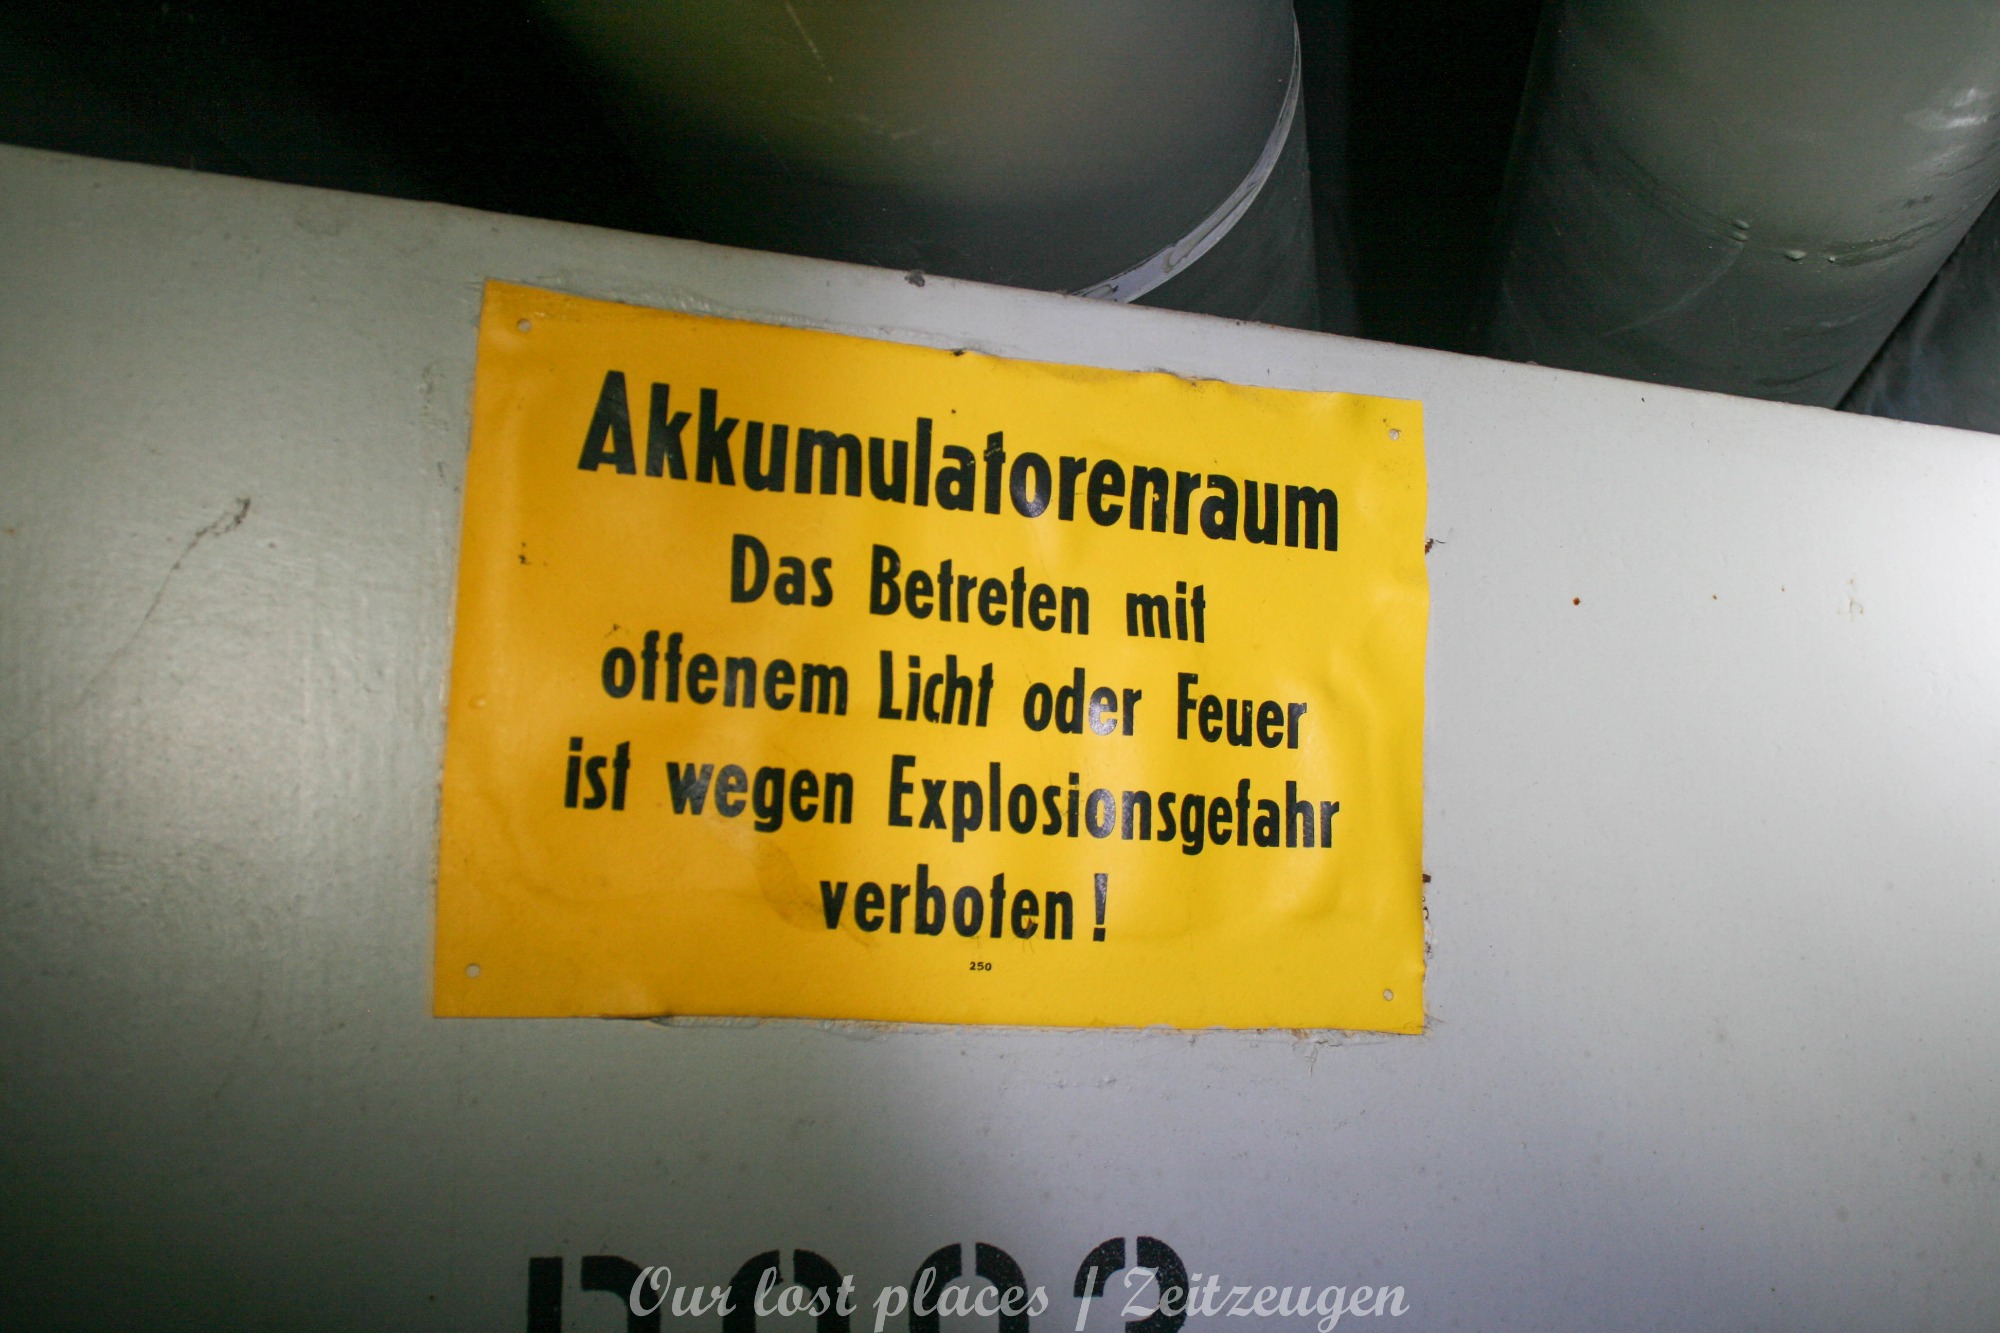 Akkumulatorenraum
Das Betreten mit
offenem Licht oder Feuer
ist wegen Explosionsgefahr
verboten!
250
Our lost places / Zeitzeugen